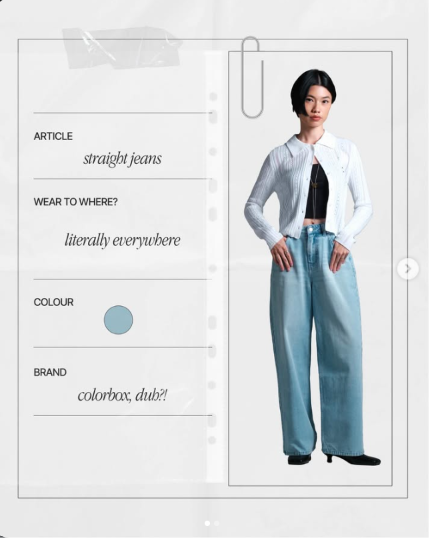 ARTICLE
straight jeans
WEAR TO WHERE?
literally everywhere
COLOUR
BRAND
colorbox, duh?!